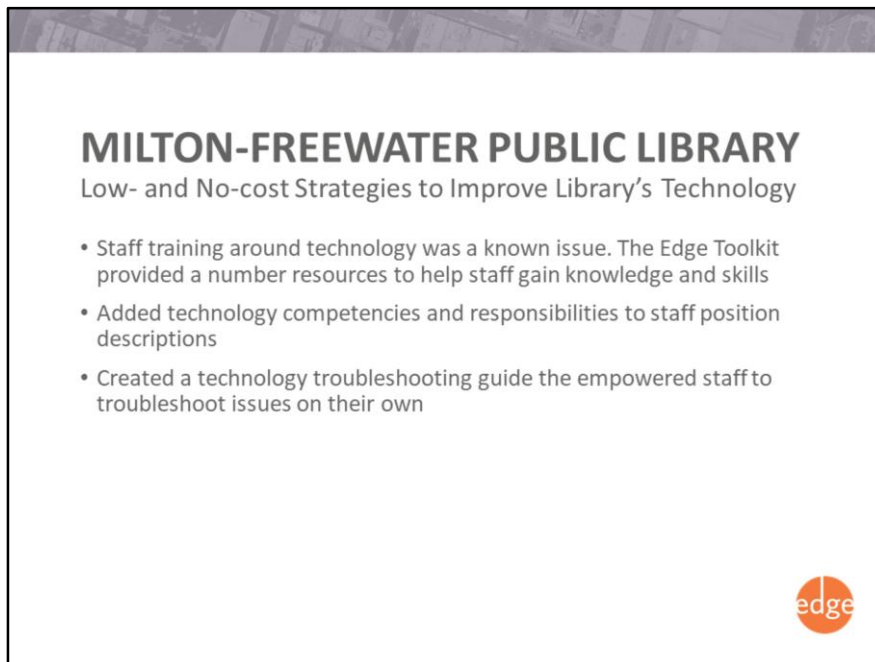 MILTON-FREEWATER PUBLIC LIBRARY
Low- and No-cost Strategies to Improve Library's Technology
• Staff training around technology was a known issue. The Edge Toolkit
provided a number resources to help staff gain knowledge and skills
• Added technology competencies and responsibilities to staff position
descriptions
• Created a technology troubleshooting guide the empowered staff to
troubleshoot issues on their own
edge